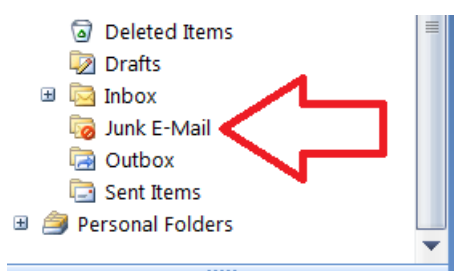 Deleted Items
Drafts
Inbox
Junk E-Mail
Outbox
Sent Items
Personal Folders